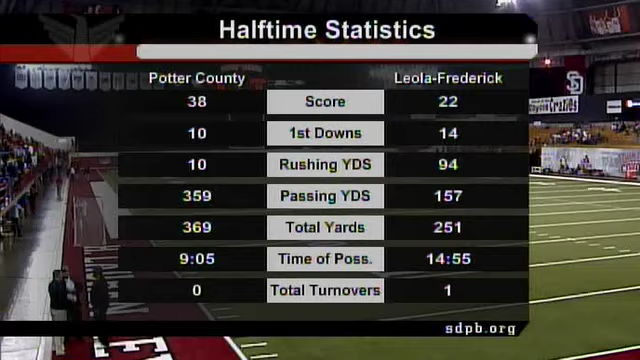 Halftime Statistics
Potter County Leola-Frederick
38 Score 22
10 1st Downs 14
10 Rushing YDS 94
359 Passing YDS 157
369 Total Yards 251
9:05 Time of Poss. 14:55
0 Total Turnovers 1
sdpb.org